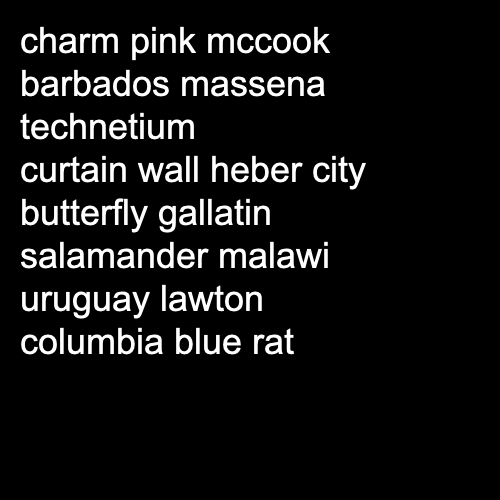 charm pink mccook
barbados massena
technetium
curtain wall heber city
butterfly gallatin
salamander malawi
uruguay lawton
columbia blue rat